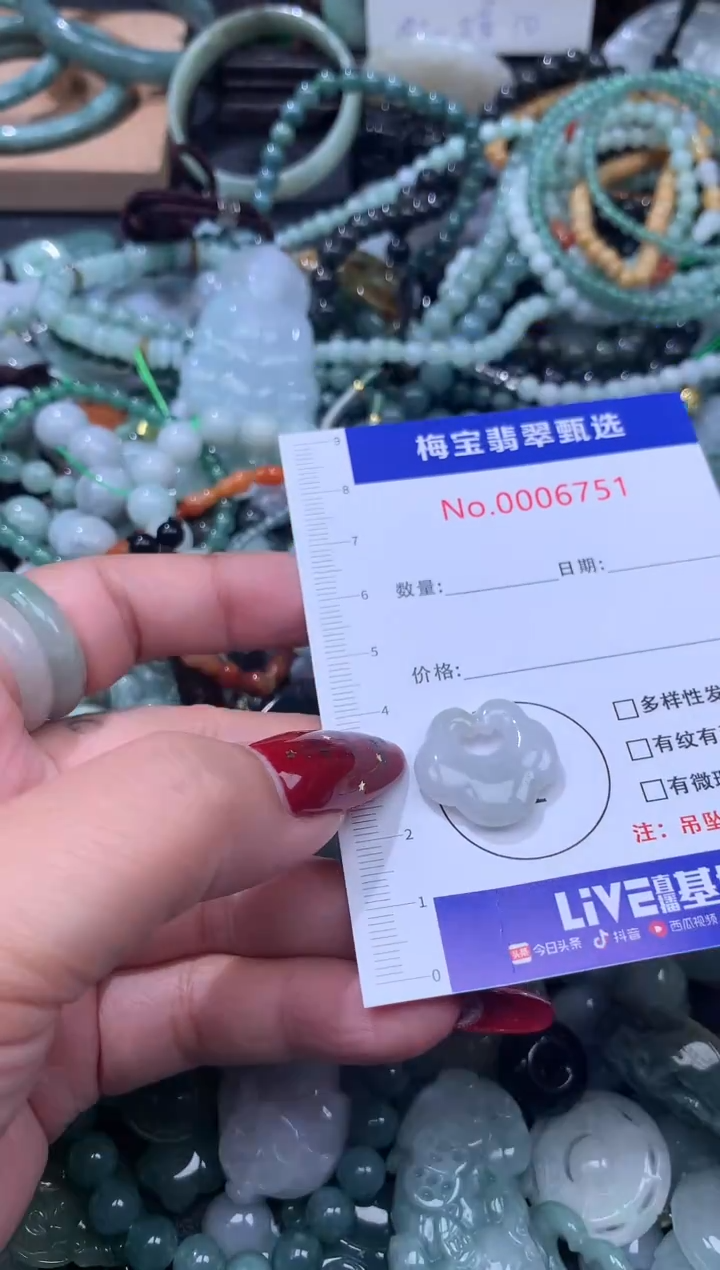 梅宝翡翠甄选
No.0006751
数量: 日期:
价格:
多样性发
有纹有
有微瑕
注: 吊坠
LIVE直播基
今日头条 抖音 西瓜视频
9
8
7
6
5
4
2
1
0